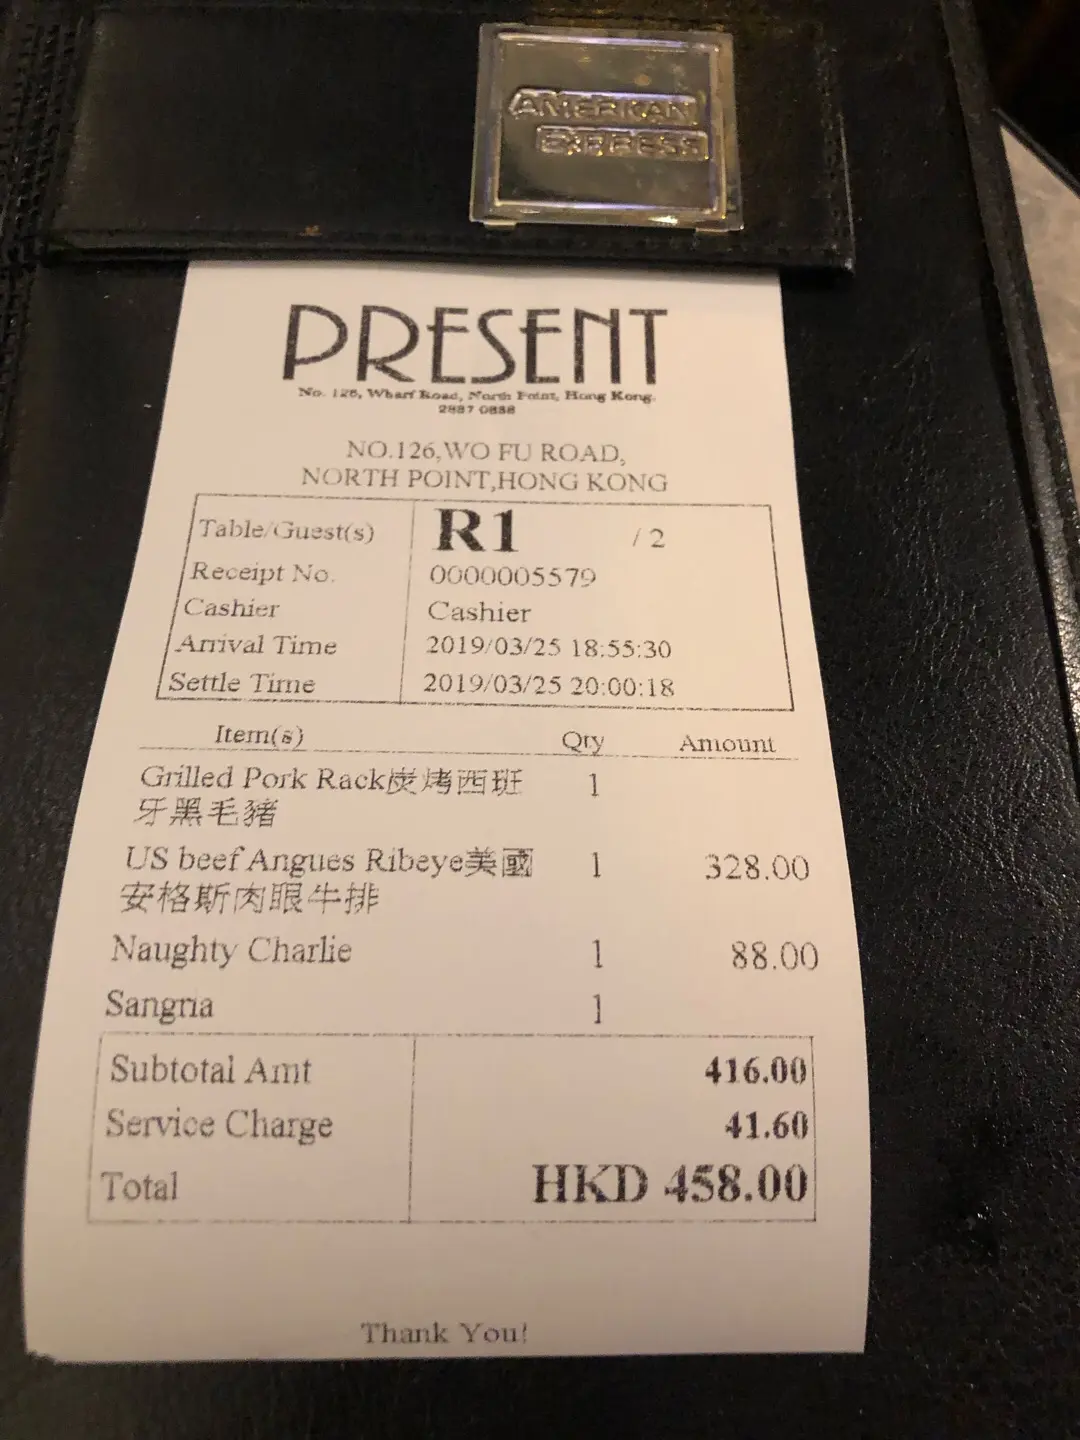 AMERICAN
EXPRESS
PRESENT
No. 126, Wharf Road, North Point, Hong Kong.
2887 0888
NO.126,WO FU ROAD,
NORTH POINT,HONG KONG
Table/Guest(s) R1 / 2
Receipt No. 0000005579
Cashier Cashier
Arrival Time 2019/03/25 18:55:30
Settle Time 2019/03/25 20:00:18
Item(s) Qty Amount
Grilled Pork Rack炭烤西班 1
牙黑毛豬
US beef Angues Ribeye美國 1 328.00
安格斯肉眼牛排
Naughty Charlie 1 88.00
Sangria 1
Subtotal Amt 416.00
Service Charge 41.60
Total HKD 458.00
Thank You!